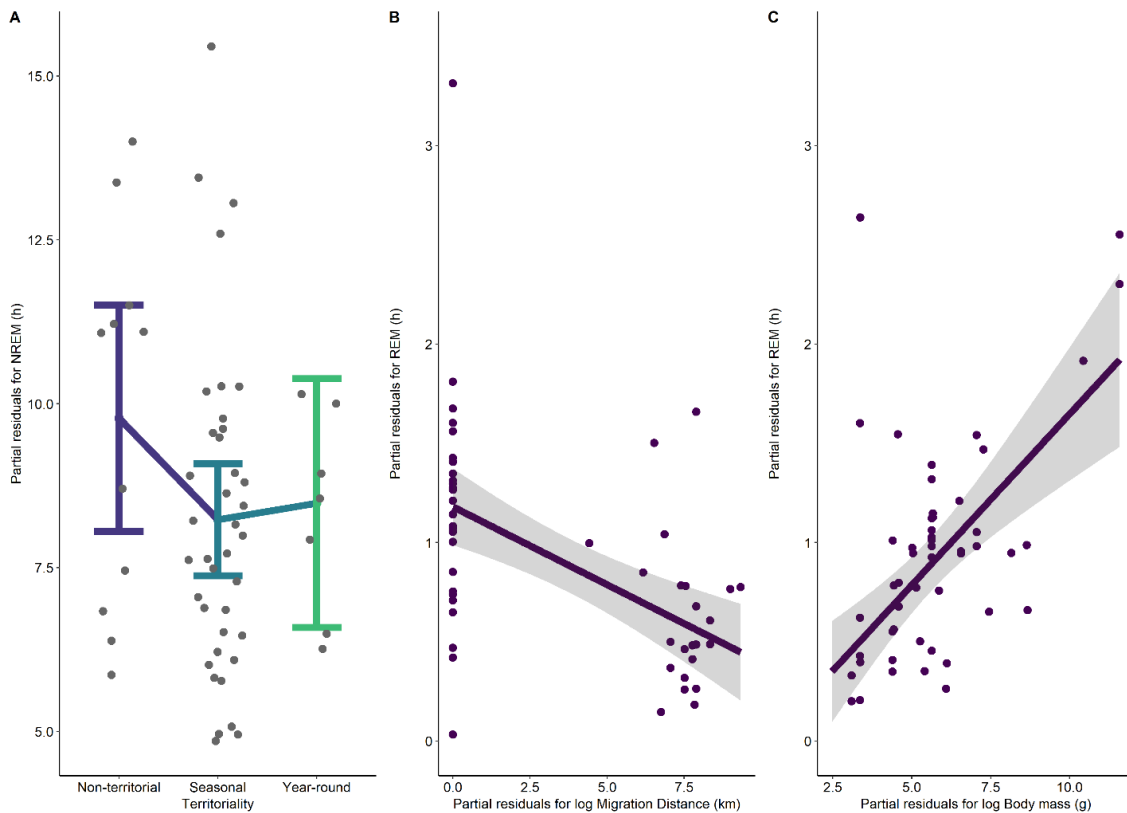 A
Partial residuals for NREM (h)
15.0
12.5
10.0
7.5
5.0
Non-territorial
Seasonal
Year-round
Territoriality
B
Partial residuals for REM (h)
3
2
1
0
0.0
2.5
5.0
7.5
Partial residuals for log Migration Distance (km)
C
Partial residuals for REM (h)
3
2
1
0
2.5
5.0
7.5
10.0
Partial residuals for log Body mass (g)